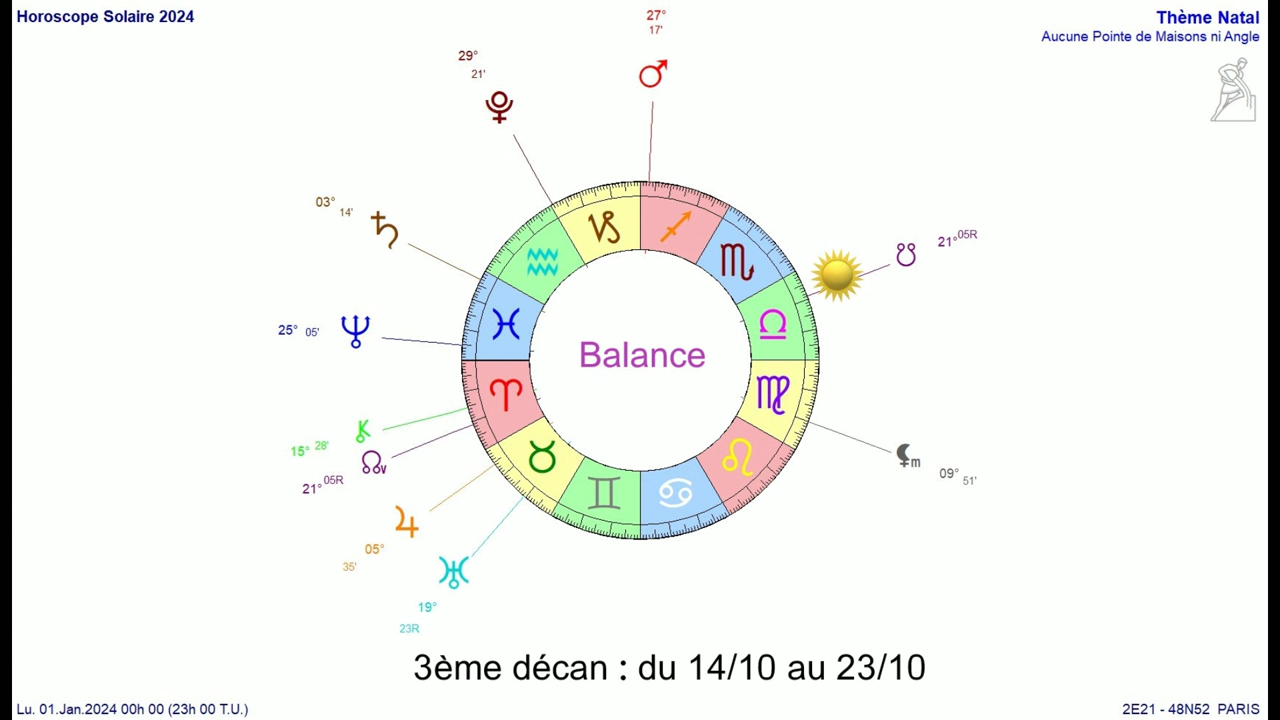 Horoscope Solaire 2024
Thème Natal
Aucune Pointe de Maisons ni Angle
27°
17'
29°
21'
03°
14'
21° 05R
25° 05'
Balance
15° 28'
21° 05R
09° 51'
05°
35'
19°
23R
3ème décan : du 14/10 au 23/10
Lu. 01.Jan.2024 00h 00 (23h 00 T.U.)
2E21 - 48N52 PARIS